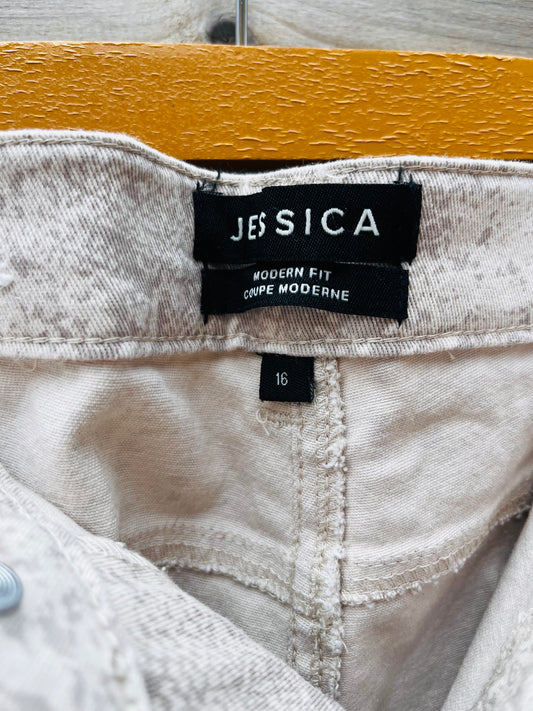 JESSICA
MODERN FIT
COUPE MODERNE
16